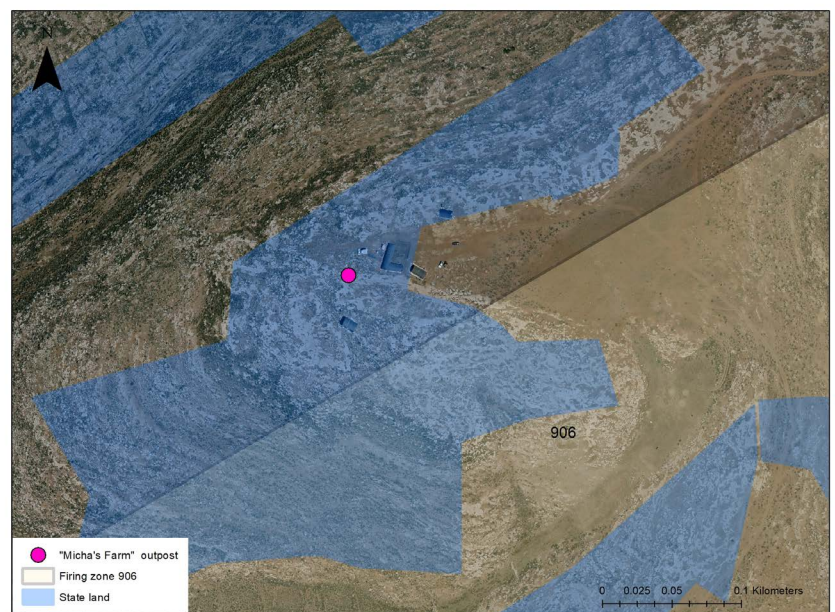 N
906
"Micha's Farm" outpost
Firing zone 906
State land
0 0.025 0.05 0.1 Kilometers